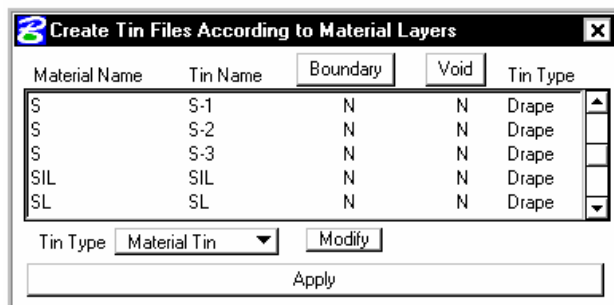 Create Tin Files According to Material Layers
Material Name Tin Name Boundary Void Tin Type
S S-1 N N Drape
S S-2 N N Drape
S S-3 N N Drape
SIL SIL N N Drape
SL SL N N Drape
Tin Type Material Tin Modify
Apply